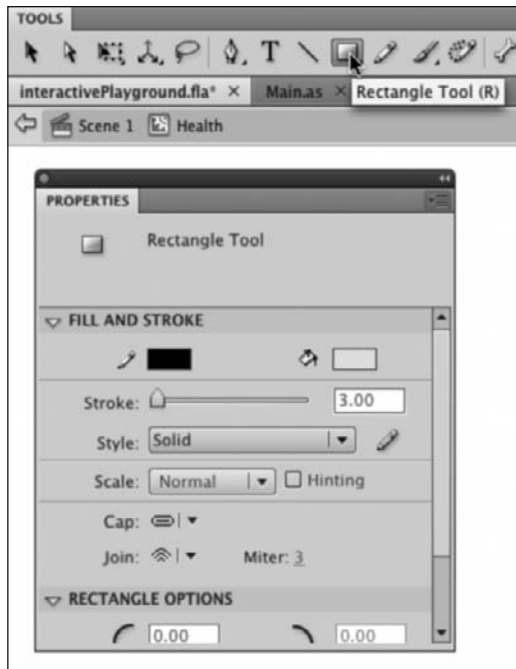 TOOLS
T
interactivePlayground.fla* × Main.as × Rectangle Tool (R)
Scene 1 Health
PROPERTIES
Rectangle Tool
FILL AND STROKE
Stroke: 3.00
Style: Solid
Scale: Normal Hinting
Cap:
Join: Miter: 3
RECTANGLE OPTIONS
0.00 0.00